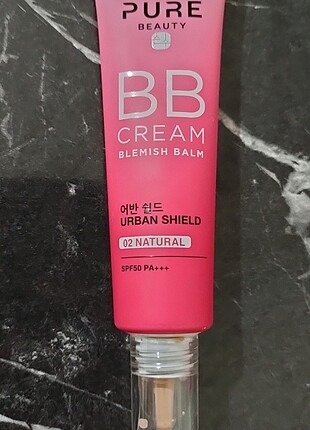 PURE
BEAUTY
BB
CREAM
BLEMISH BALM
어반 쉴드
URBAN SHIELD
02 NATURAL
SPF50 PA+++